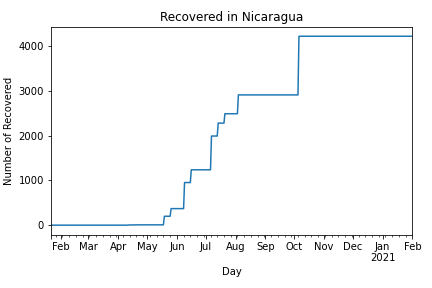 Recovered in Nicaragua
Number of Recovered
4000
3000
2000
1000
0
Feb Mar Apr May Jun Jul Aug Sep Oct Nov Dec Jan Feb
2021
Day